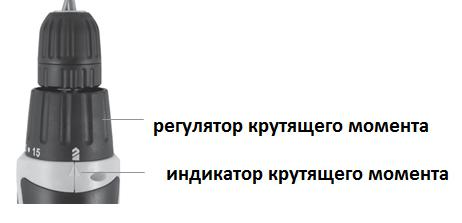 регулятор крутящего момента
• 15
индикатор крутящего момента